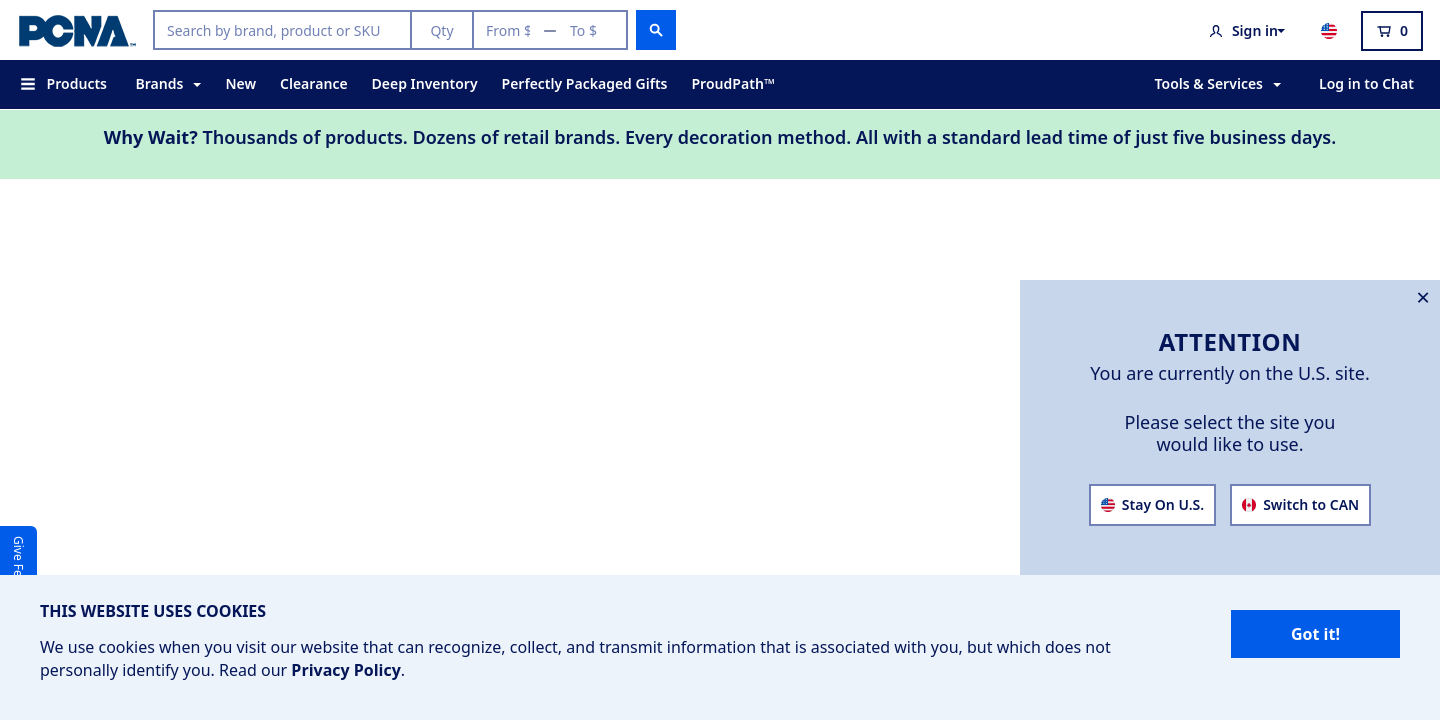 PCNA™
Search by brand, product or SKU
Qty
From $ — To $
Sign in
0
Products
Brands
New
Clearance
Deep Inventory
Perfectly Packaged Gifts
ProudPath™
Tools & Services
Log in to Chat
Why Wait? Thousands of products. Dozens of retail brands. Every decoration method. All with a standard lead time of just five business days.
ATTENTION
You are currently on the U.S. site.
Please select the site you
would like to use.
Stay On U.S.
Switch to CAN
Give Fe
THIS WEBSITE USES COOKIES
We use cookies when you visit our website that can recognize, collect, and transmit information that is associated with you, but which does not
personally identify you. Read our Privacy Policy.
Got it!